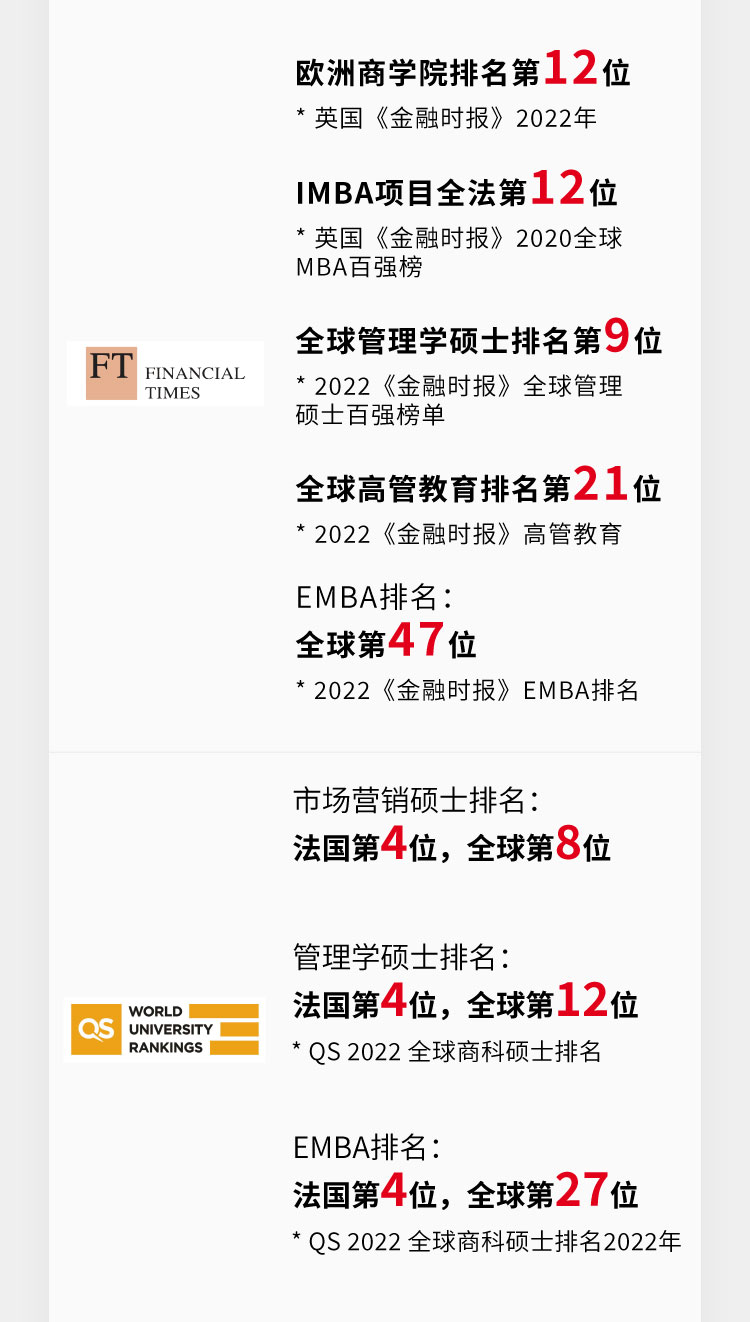 欧洲商学院排名第12位
* 英国《金融时报》2022年
IMBA项目全法第12位
* 英国《金融时报》2020全球
MBA百强榜
FT FINANCIAL
TIMES
全球管理学硕士排名第9位
* 2022《金融时报》全球管理
硕士百强榜单
全球高管教育排名第21位
* 2022《金融时报》高管教育
EMBA排名：
全球第47位
* 2022《金融时报》EMBA排名
市场营销硕士排名：
法国第4位，全球第8位
管理学硕士排名：
法国第4位，全球第12位
* QS 2022 全球商科硕士排名
QS WORLD
UNIVERSITY
RANKINGS
EMBA排名：
法国第4位，全球第27位
* QS 2022 全球商科硕士排名2022年